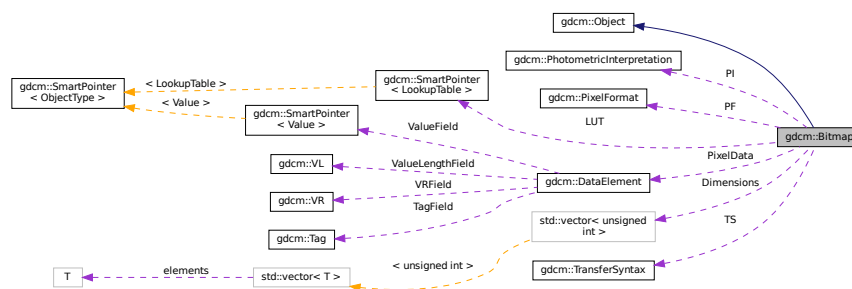 gdcm::Object
gdcm::PhotometricInterpretation
PI
gdcm::SmartPointer
< LookupTable >
< LookupTable >
gdcm::SmartPointer
< ObjectType >
< Value >
gdcm::PixelFormat
PF
gdcm::SmartPointer
< Value >
ValueField
LUT
gdcm::Bitmap
PixelData
gdcm::VL
ValueLengthField
gdcm::DataElement
Dimensions
gdcm::VR
VRField
TagField
std::vector< unsigned
int >
TS
gdcm::Tag
< unsigned int >
gdcm::TransferSyntax
T
elements
std::vector< T >